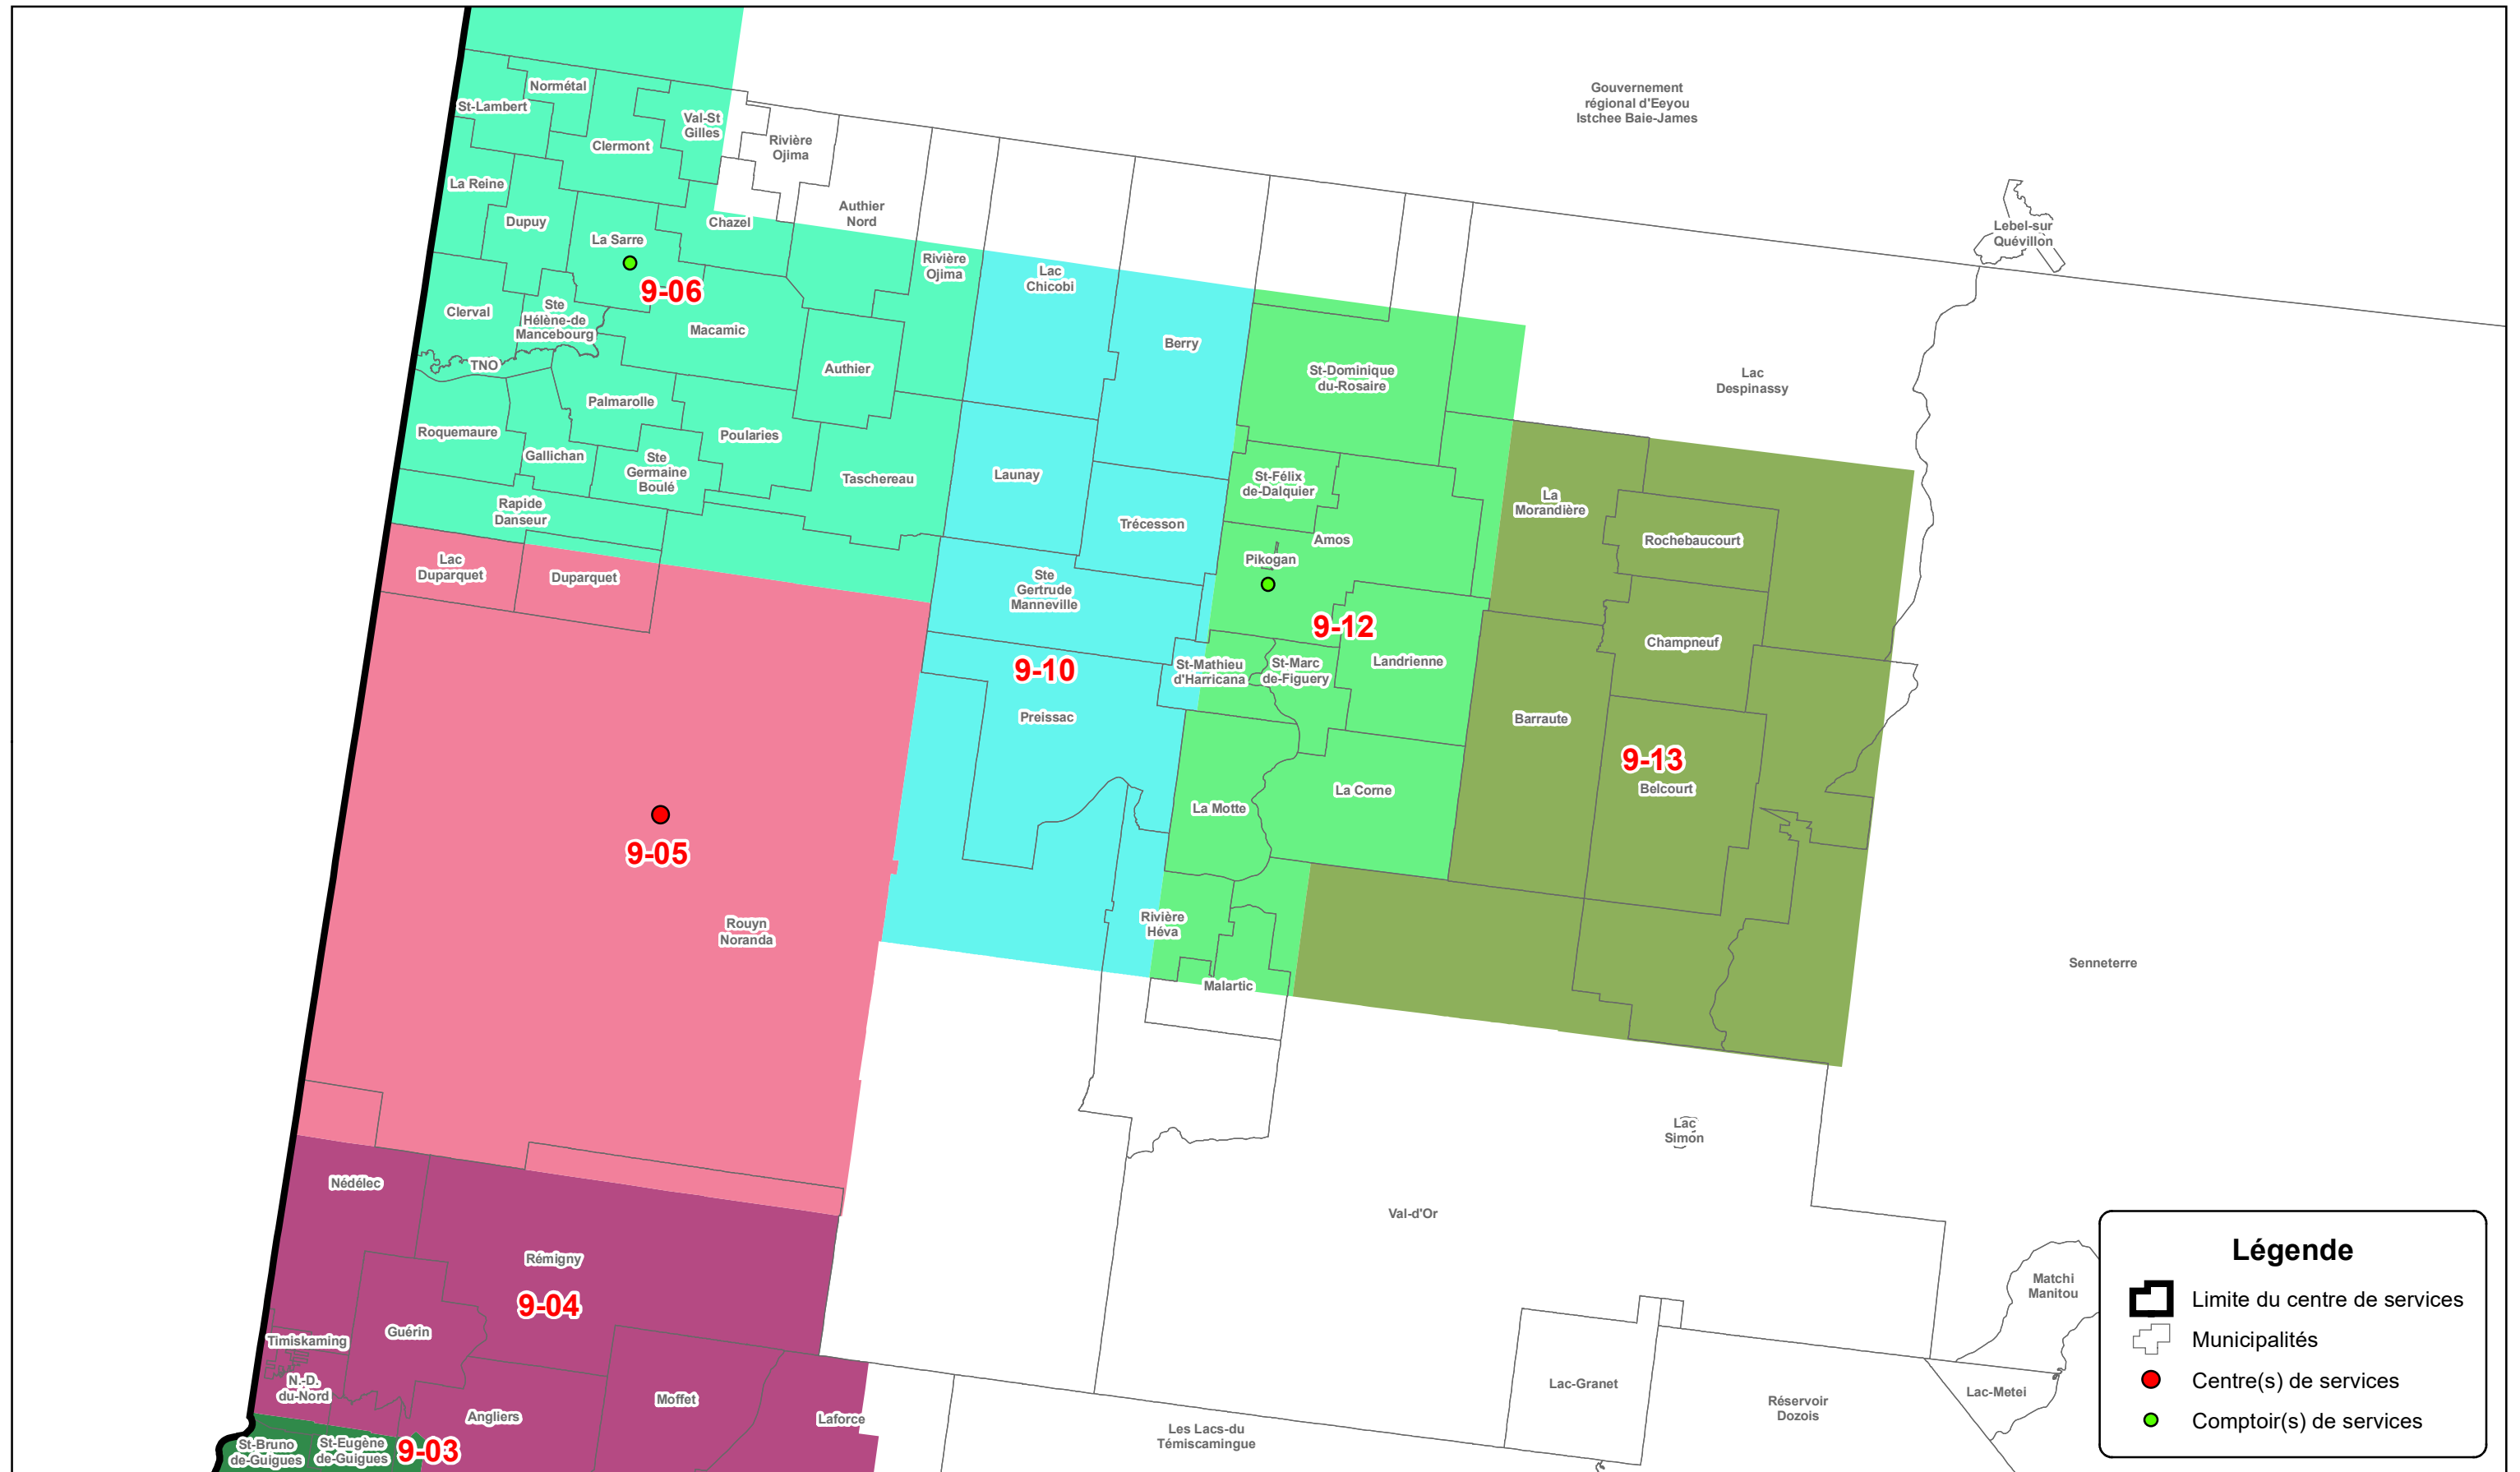 Gouvernement
régional d'Eeyou
Istchee Baie-James
Normétal
St-Lambert
Val-St
Gilles
Clermont
Rivière
Ojima
La Reine
Dupuy
Chazel
Authier
Nord
La Sarre
Rivière
Ojima
Lac
Chicobi
Lebel-sur
Quévillon
9-06
Clerval
Ste
Hélène-de
Mancebourg
Macamic
Berry
TNO
Authier
St-Dominique
du-Rosaire
Lac
Despinassy
Palmarolle
Roquemaure
Poularies
Gallichan
Ste
Germaine
Boulé
Taschereau
Launay
St-Félix
de-Dalquier
La
Morandière
Rapide
Danseur
Trécesson
Amos
Rochebaucourt
Lac
Duparquet
Duparquet
Pikogan
Ste
Gertrude
Manneville
9-12
Champneuf
9-10
St-Mathieu
d'Harricana
St-Marc
de-Figuery
Landrienne
Preissac
Barraute
9-13
Belcourt
La Motte
La Corne
9-05
Rouyn
Noranda
Rivière
Héva
Senneterre
Malartic
Lac
Simon
Nédélec
Val-d'Or
Rémigny
9-04
Matchi
Manitou
Guérin
Timiskaming
N.-D.
du-Nord
Moffet
Angliers
Laforce
Lac-Granet
Réservoir
Dozois
Lac-Metei
Les Lacs-du
Témiscamingue
St-Bruno
de-Guigues
St-Eugène
de-Guigues
9-03
Légende
Limite du centre de services
Municipalités
Centre(s) de services
Comptoir(s) de services